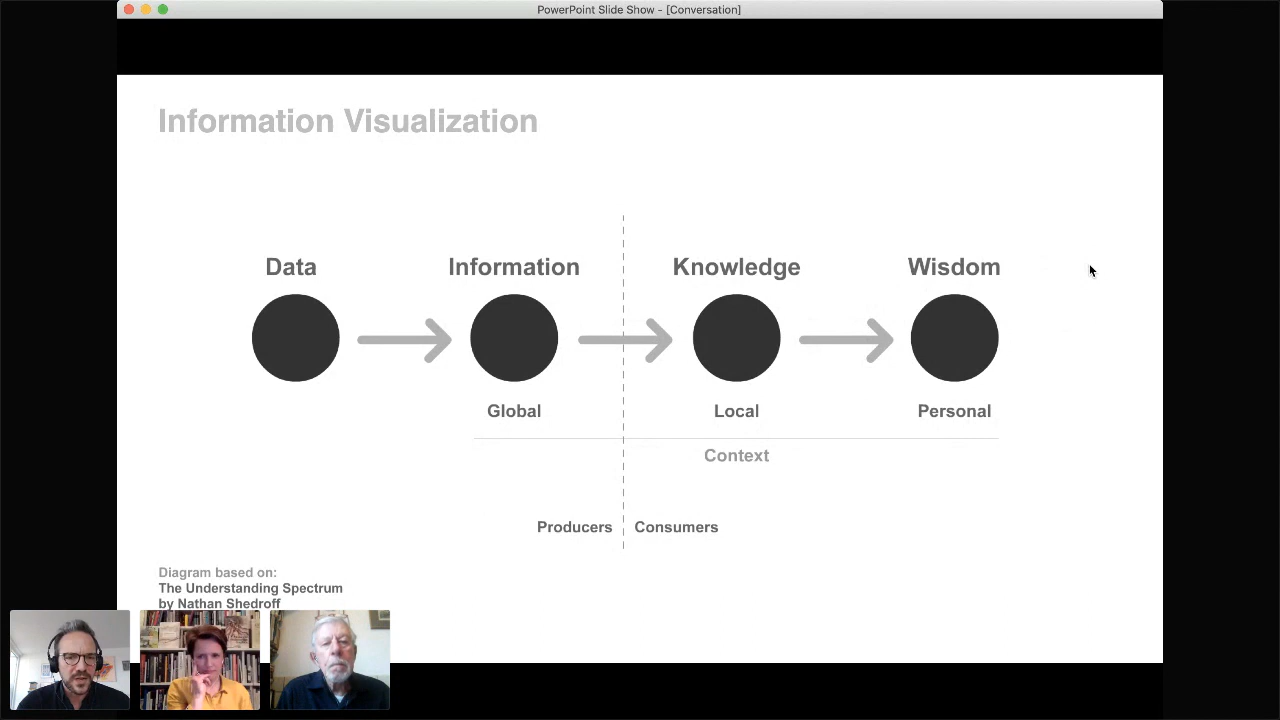 PowerPoint Slide Show - [Conversation]
Information Visualization
Data
Information
Knowledge
Wisdom
Global
Local
Personal
Context
Producers
Consumers
Diagram based on:
The Understanding Spectrum
by Nathan Shedroff